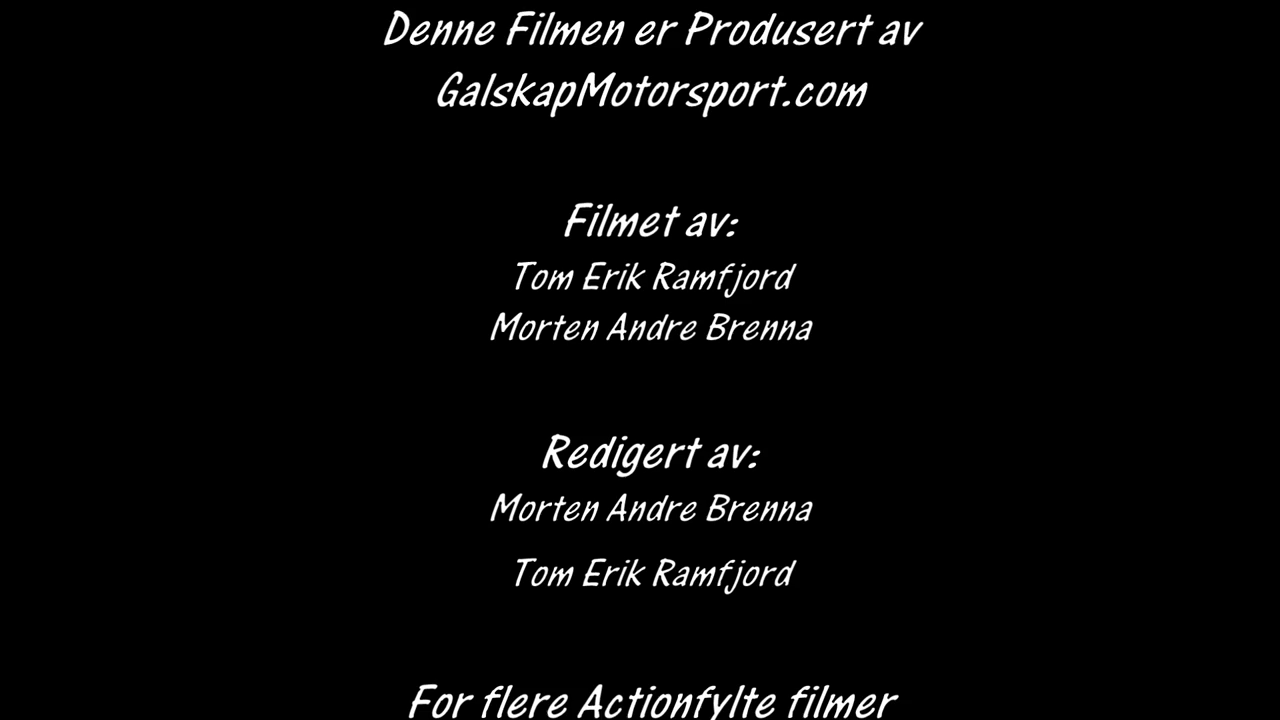 Denne Filmen er Produsert av
GalskapMotorsport.com
Filmet av:
Tom Erik Ramfjord
Morten Andre Brenna
Redigert av:
Morten Andre Brenna
Tom Erik Ramfjord
For flere Actionfylte filmer